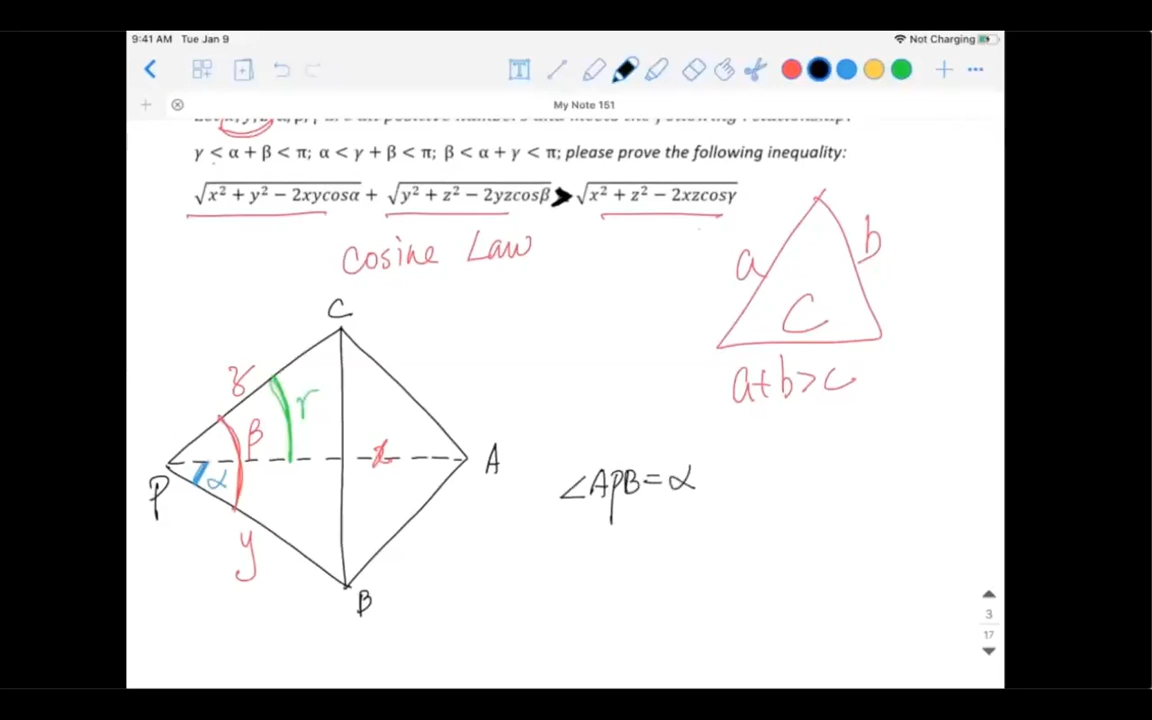 9:41 AM Tue Jan 9
Not Charging
My Note 151
γ < α + β < π; α < γ + β < π; β < α + γ < π; please prove the following inequality:
√x² + y² − 2xycosα + √y² + z² − 2yzcosβ > √x² + z² − 2xzcosγ
cosine Law
a
b
C
a+b>c
C
γ
β
A
∠APB=α
α
P
y
B
3
17